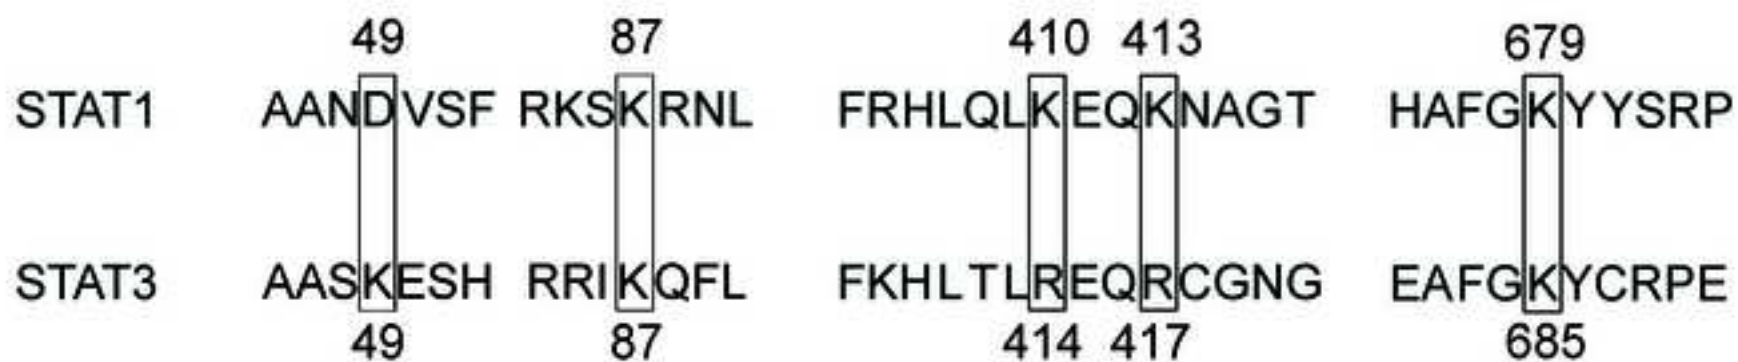 49 87 410 413 679
STAT1 AANDVSF RKSKRNL FRHLQLKEQKNAGT HAFGKYYSRP
STAT3 AASKESH RRIKQFL FKHLTLREQRCGNG EAFGKYCRPE
49 87 414 417 685